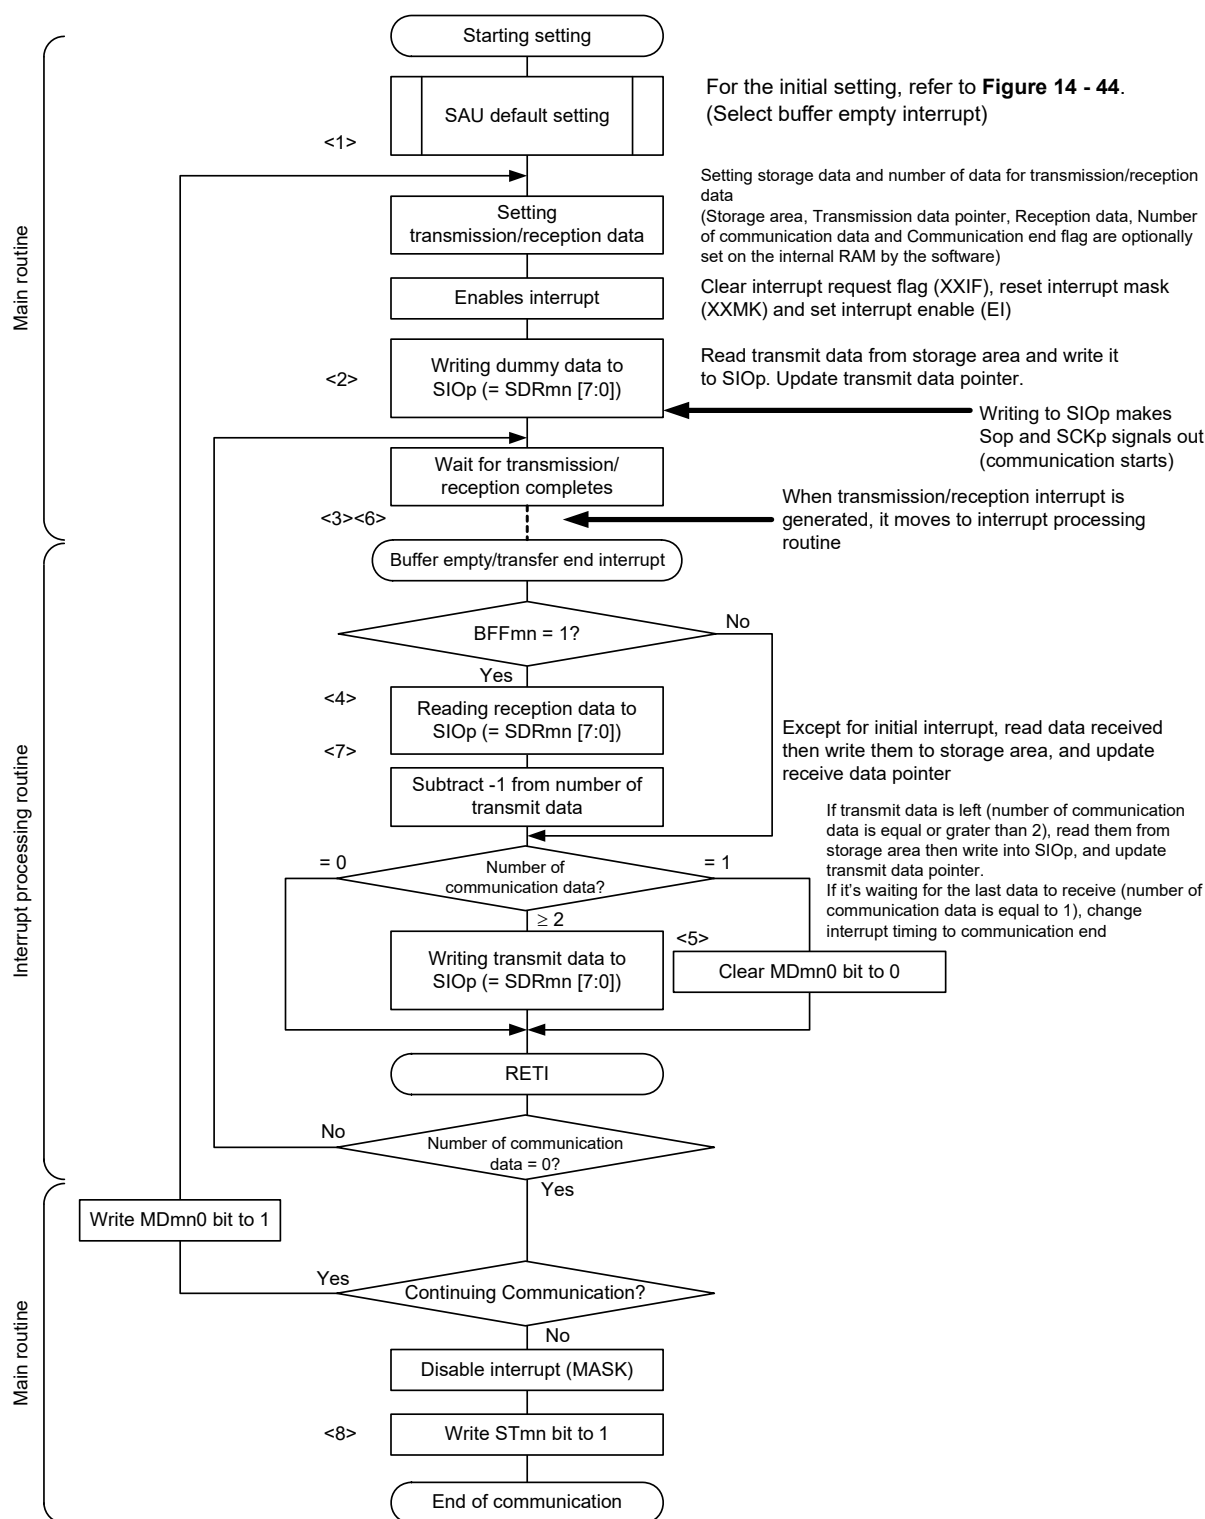 Starting setting
SAU default setting
For the initial setting, refer to Figure 14 - 44.
(Select buffer empty interrupt)
<1>
Main routine
Setting
transmission/reception data
Setting storage data and number of data for transmission/reception
data
(Storage area, Transmission data pointer, Reception data, Number
of communication data and Communication end flag are optionally
set on the internal RAM by the software)
Enables interrupt
Clear interrupt request flag (XXIF), reset interrupt mask
(XXMK) and set interrupt enable (EI)
<2>
Writing dummy data to
SIOp (= SDRmn [7:0])
Read transmit data from storage area and write it
to SIOp. Update transmit data pointer.
Writing to SIOp makes
Sop and SCKp signals out
(communication starts)
Wait for transmission/
reception completes
<3><6>
When transmission/reception interrupt is
generated, it moves to interrupt processing
routine
Interrupt processing routine
Buffer empty/transfer end interrupt
BFFmn = 1?
No
Yes
<4>
Reading reception data to
SIOp (= SDRmn [7:0])
<7>
Subtract -1 from number of
transmit data
Except for initial interrupt, read data received
then write them to storage area, and update
receive data pointer
= 0
Number of
communication data?
= 1
≥ 2
If transmit data is left (number of communication
data is equal or grater than 2), read them from
storage area then write into SIOp, and update
transmit data pointer.
If it's waiting for the last data to receive (number of
communication data is equal to 1), change
interrupt timing to communication end
Writing transmit data to
SIOp (= SDRmn [7:0])
<5>
Clear MDmn0 bit to 0
RETI
No
Number of communication
data = 0?
Yes
Main routine
Write MDmn0 bit to 1
Yes
Continuing Communication?
No
Disable interrupt (MASK)
<8>
Write STmn bit to 1
End of communication